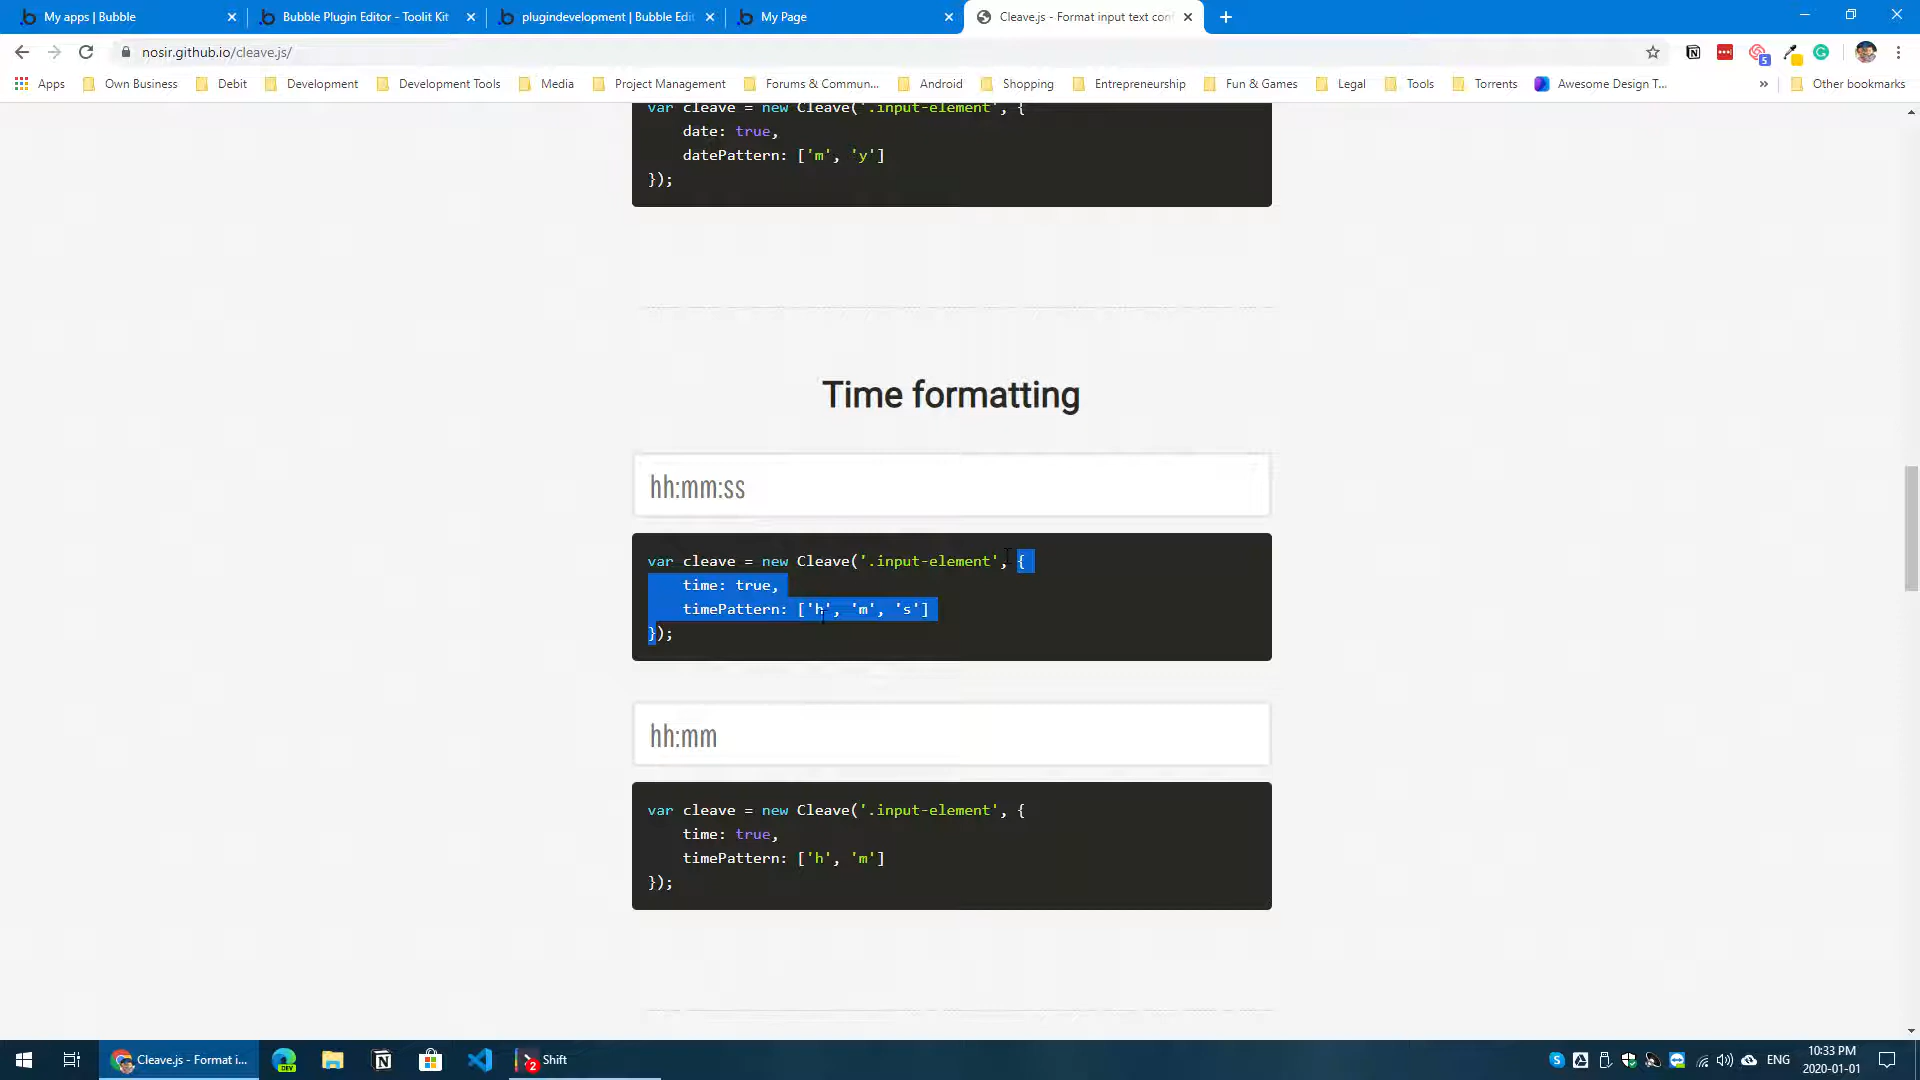 My apps | Bubble
Bubble Plugin Editor - Toolit Kit
plugindevelopment | Bubble Edi
My Page
Cleave.js - Format input text con
nosir.github.io/cleave.js/
5
Apps
Own Business
Debit
Development
Development Tools
Media
Project Management
Forums & Commun...
Android
Shopping
Entrepreneurship
Fun & Games
Legal
Tools
Torrents
Awesome Design T...
»
Other bookmarks
var cleave = new Cleave('.input-element', {
date: true,
datePattern: ['m', 'y']
});
Time formatting
hh:mm:ss
var cleave = new Cleave('.input-element', {
time: true,
timePattern: ['h', 'm', 's']
});
hh:mm
var cleave = new Cleave('.input-element', {
time: true,
timePattern: ['h', 'm']
});
Cleave.js - Format i...
DEV
2
Shift
ENG
10:33 PM
2020-01-01